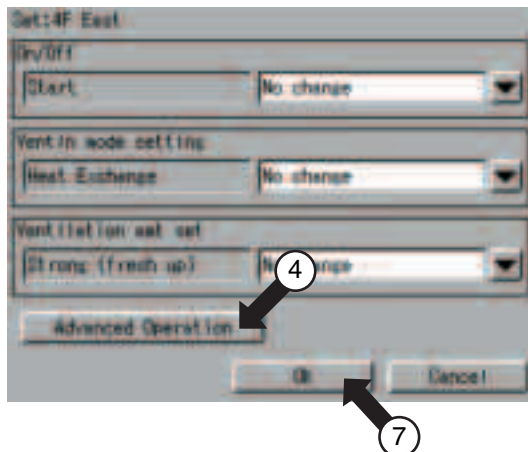 Set:4F East
On/Off
Start No change
Ventin mode setting
Heat Exchange No change
Ventilation amt set
Strong (fresh up)
4
Advanced Operation
OK Cancel
7